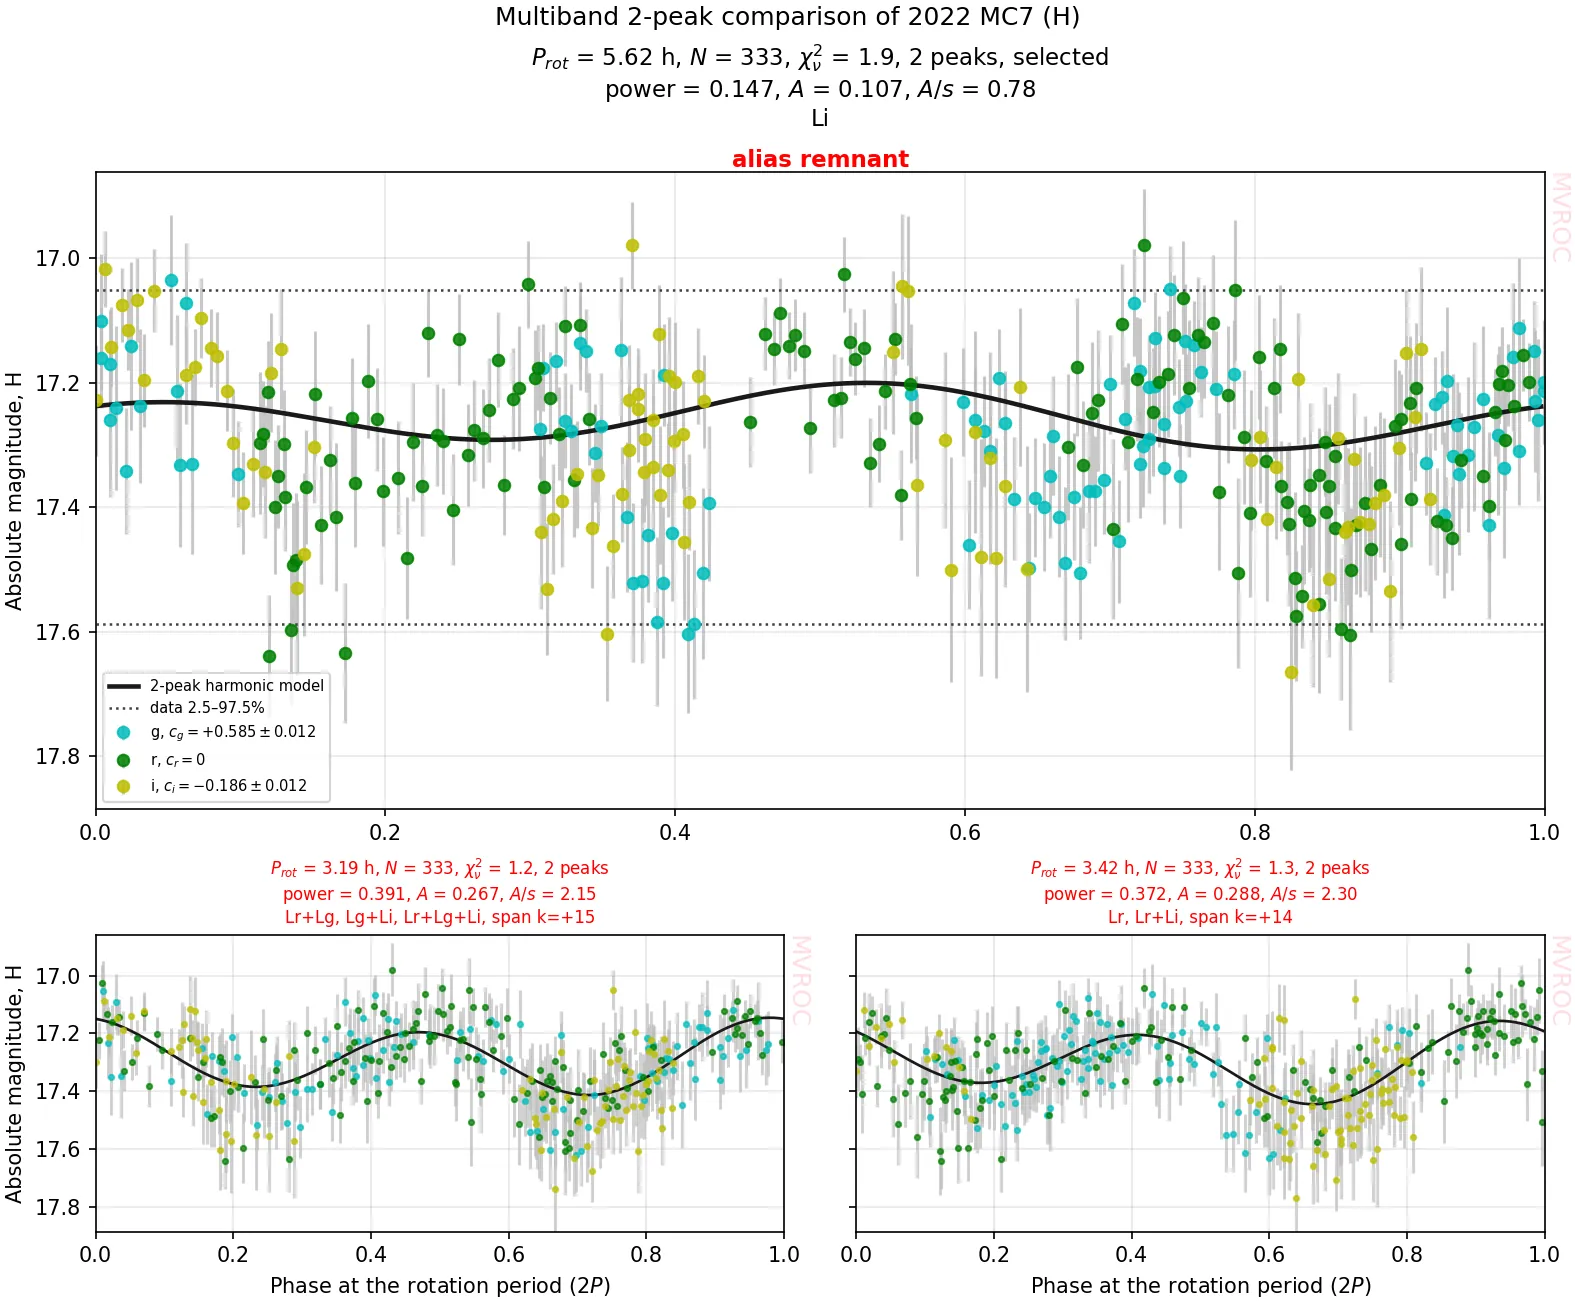 Multiband 2-peak comparison of 2022 MC7 (H)
P_rot = 5.62 h, N = 333, χ²_ν = 1.9, 2 peaks, selected
power = 0.147, A = 0.107, A/s = 0.78
Li
alias remnant
MVROC
Absolute magnitude, H
17.0
17.2
17.4
17.6
17.8
2-peak harmonic model
data 2.5–97.5%
g, c_g = +0.585 ± 0.012
r, c_r = 0
i, c_i = −0.186 ± 0.012
0.0 0.2 0.4 0.6 0.8 1.0
P_rot = 3.19 h, N = 333, χ²_ν = 1.2, 2 peaks
power = 0.391, A = 0.267, A/s = 2.15
Lr+Lg, Lg+Li, Lr+Lg+Li, span k=+15
MVROC
Absolute magnitude, H
17.0
17.2
17.4
17.6
17.8
0.0 0.2 0.4 0.6 0.8 1.0
Phase at the rotation period (2P)
P_rot = 3.42 h, N = 333, χ²_ν = 1.3, 2 peaks
power = 0.372, A = 0.288, A/s = 2.30
Lr, Lr+Li, span k=+14
MVROC
0.0 0.2 0.4 0.6 0.8 1.0
Phase at the rotation period (2P)